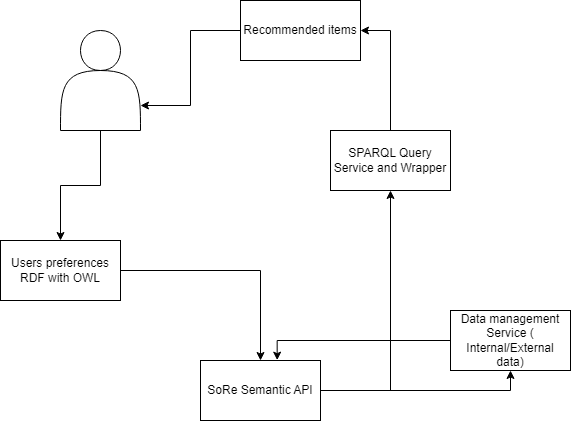 Recommended items
SPARQL Query
Service and Wrapper
Users preferences
RDF with OWL
Data management
Service (
Internal/External
data)
SoRe Semantic API